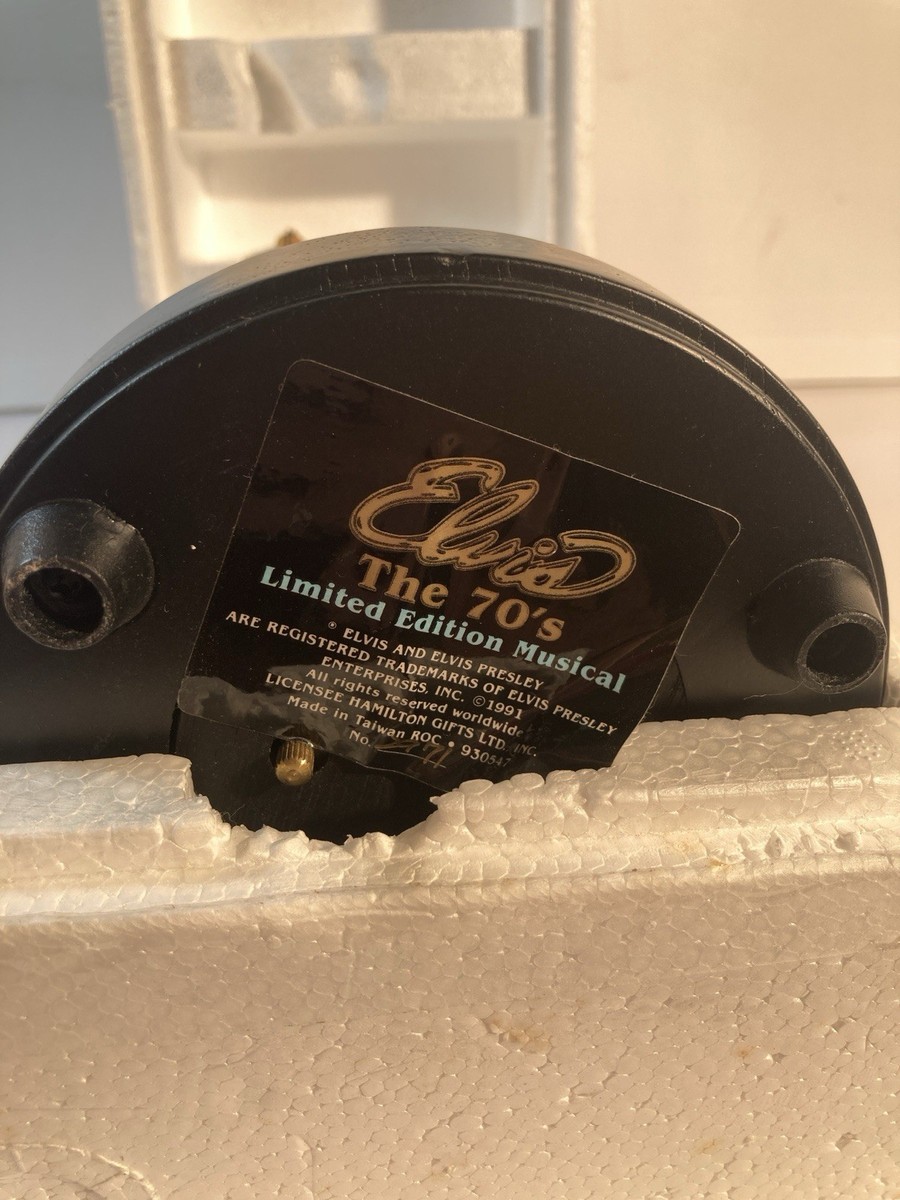 Elvis
The 70's
Limited Edition Musical
® ELVIS AND ELVIS PRESLEY
ARE REGISTERED TRADEMARKS OF ELVIS PRESLEY
ENTERPRISES, INC. ©1991
All rights reserved worldwide
LICENSEE HAMILTON GIFTS LTD. INC.
Made in Taiwan ROC • 930547
No.